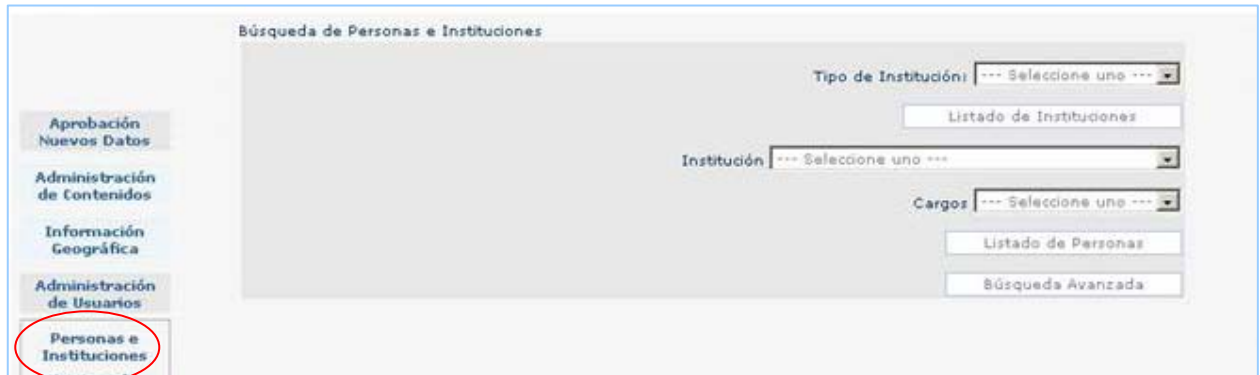 Búsqueda de Personas e Instituciones
Tipo de Institución: --- Seleccione uno ---
Listado de Instituciones
Institución --- Seleccione uno ---
Cargos --- Seleccione uno ---
Listado de Personas
Búsqueda Avanzada
Aprobación
Nuevos Datos
Administración
de Contenidos
Información
Geográfica
Administración
de Usuarios
Personas e
Instituciones